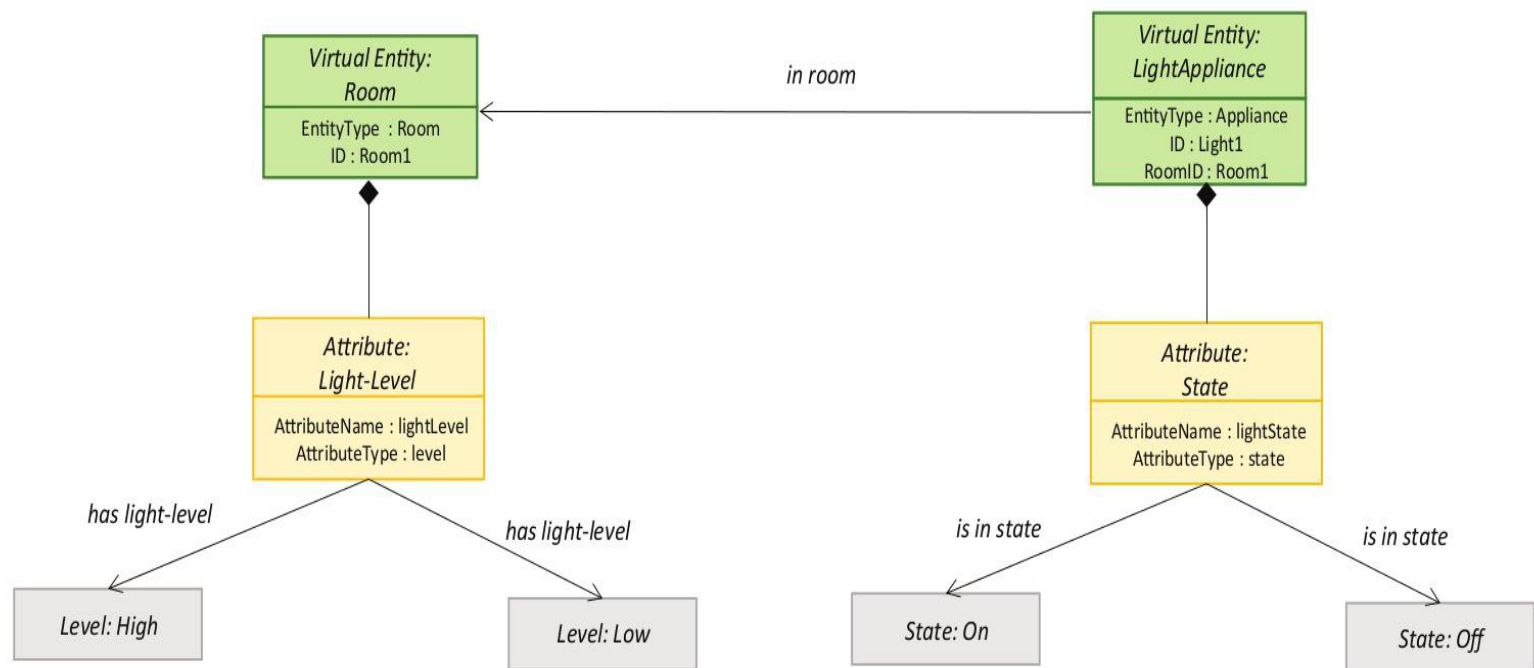 Virtual Entity:
Room
EntityType : Room
ID : Room1
in room
Virtual Entity:
LightAppliance
EntityType : Appliance
ID : Light1
RoomID : Room1
Attribute:
Light-Level
AttributeName : lightLevel
AttributeType : level
Attribute:
State
AttributeName : lightState
AttributeType : state
has light-level
has light-level
is in state
is in state
Level: High
Level: Low
State: On
State: Off